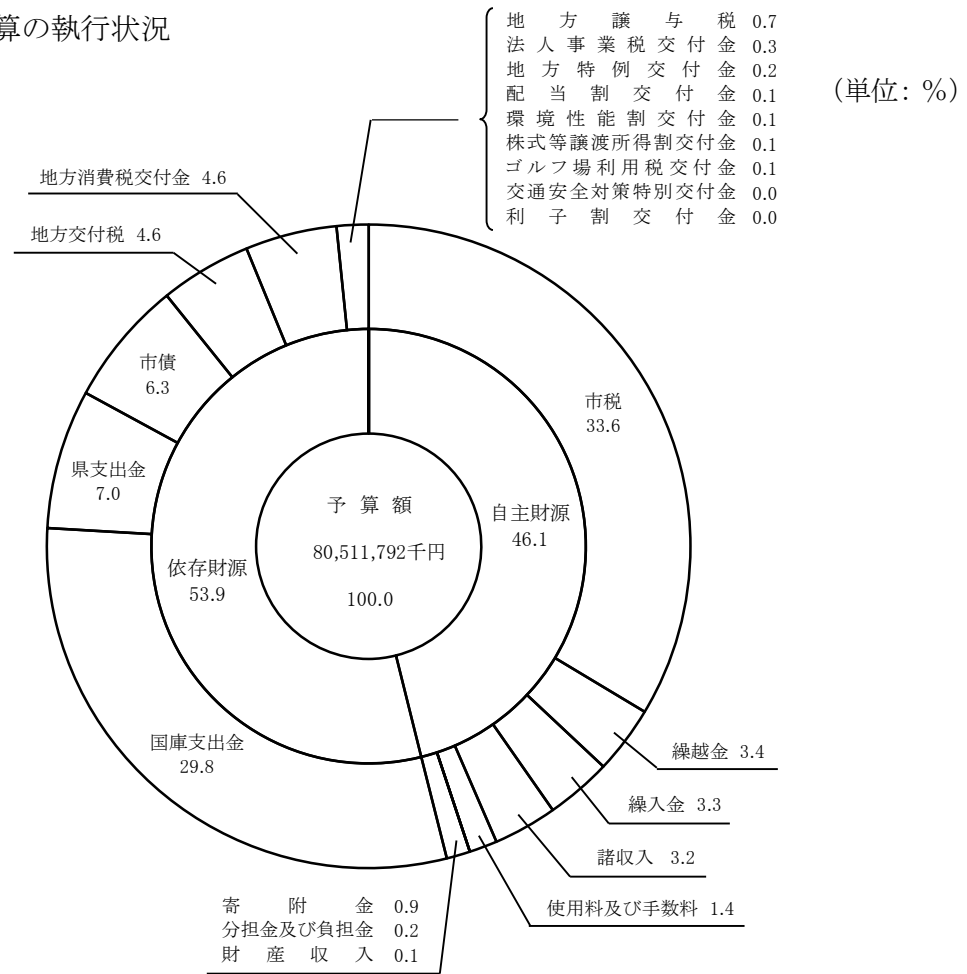 算の執行状況
(単位:%)
地方譲与税 0.7
法人事業税交付金 0.3
地方特例交付金 0.2
配当割交付金 0.1
環境性能割交付金 0.1
株式等譲渡所得割交付金 0.1
ゴルフ場利用税交付金 0.1
交通安全対策特別交付金 0.0
利子割交付金 0.0
地方消費税交付金 4.6
地方交付税 4.6
市債
6.3
県支出金
7.0
国庫支出金
29.8
依存財源
53.9
予算額
80,511,792千円
100.0
自主財源
46.1
市税
33.6
繰越金 3.4
繰入金 3.3
諸収入 3.2
使用料及び手数料 1.4
寄附金 0.9
分担金及び負担金 0.2
財産収入 0.1